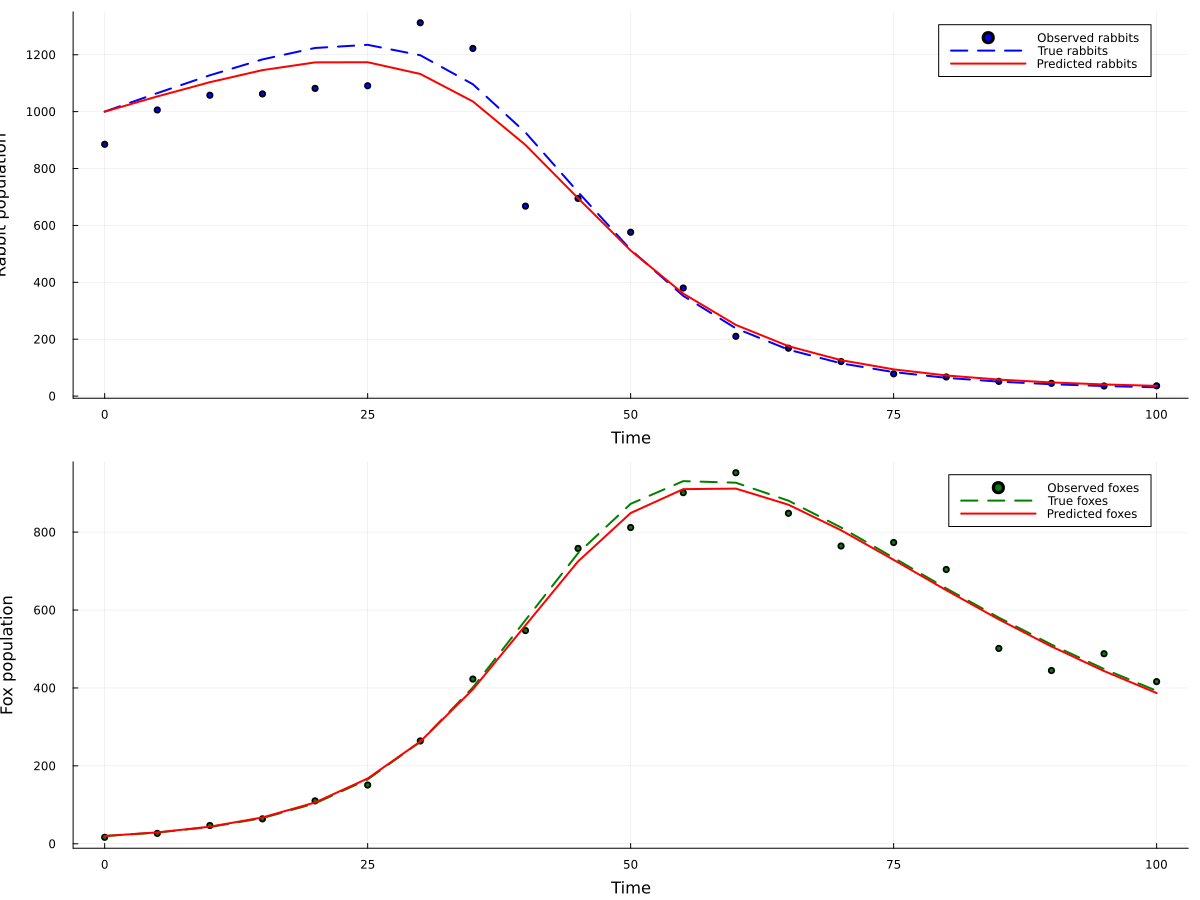 Rabbit population
1200
1000
800
600
400
200
0
Observed rabbits
True rabbits
Predicted rabbits
0 25 50 75 100
Time
Fox population
800
600
400
200
0
Observed foxes
True foxes
Predicted foxes
0 25 50 75 100
Time